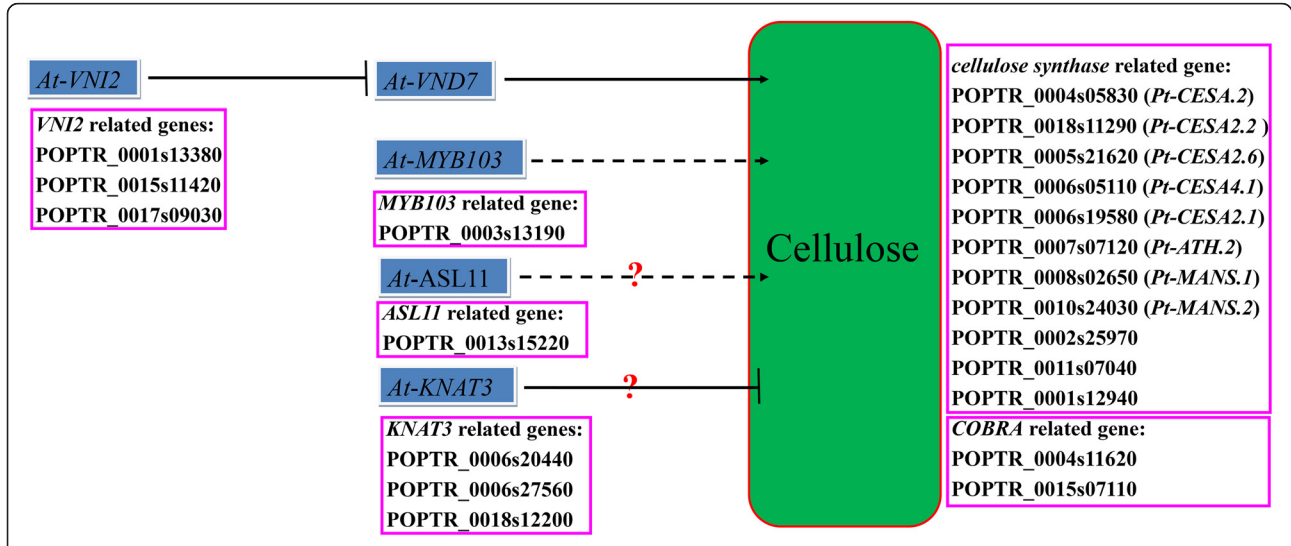 At-VNI2
VNI2 related genes:
POPTR_0001s13380
POPTR_0015s11420
POPTR_0017s09030
At-VND7
At-MYB103
MYB103 related gene:
POPTR_0003s13190
At-ASL11
?
ASL11 related gene:
POPTR_0013s15220
At-KNAT3
?
KNAT3 related genes:
POPTR_0006s20440
POPTR_0006s27560
POPTR_0018s12200
Cellulose
cellulose synthase related gene:
POPTR_0004s05830 (Pt-CESA.2)
POPTR_0018s11290 (Pt-CESA2.2 )
POPTR_0005s21620 (Pt-CESA2.6)
POPTR_0006s05110 (Pt-CESA4.1)
POPTR_0006s19580 (Pt-CESA2.1)
POPTR_0007s07120 (Pt-ATH.2)
POPTR_0008s02650 (Pt-MANS.1)
POPTR_0010s24030 (Pt-MANS.2)
POPTR_0002s25970
POPTR_0011s07040
POPTR_0001s12940
COBRA related gene:
POPTR_0004s11620
POPTR_0015s07110